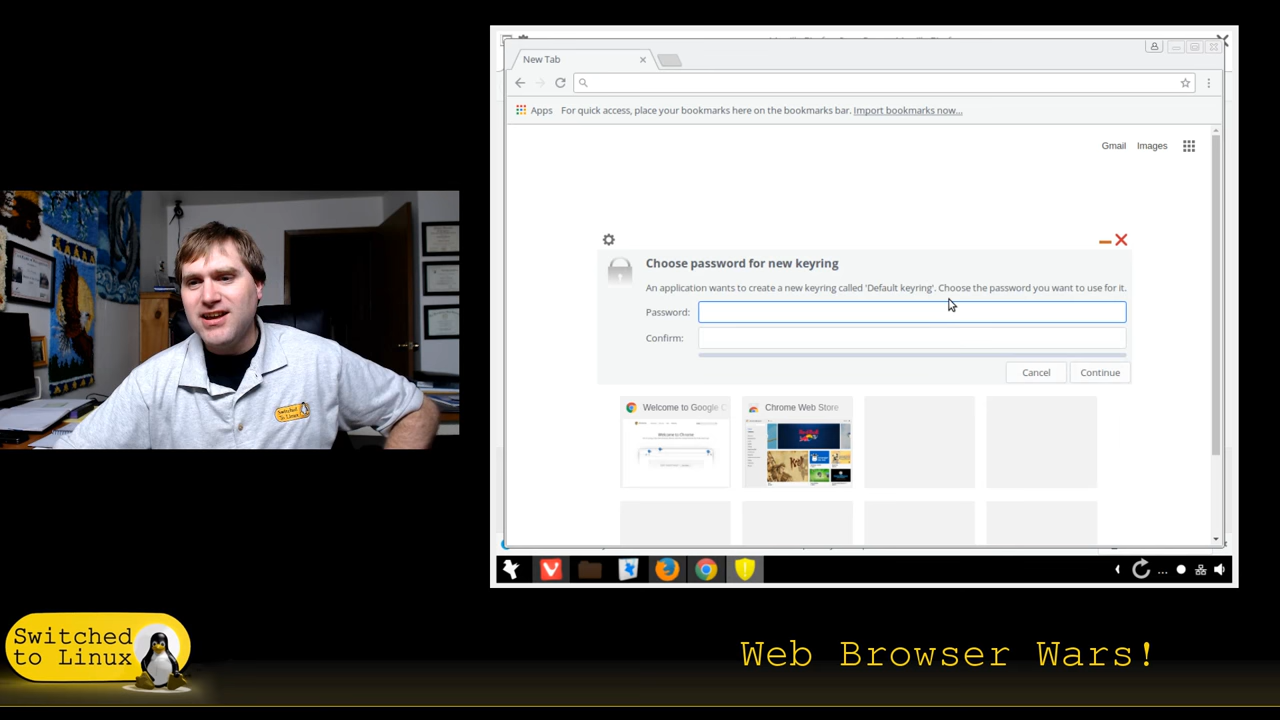 New Tab
Apps For quick access, place your bookmarks here on the bookmarks bar. Import bookmarks now...
Gmail Images
Choose password for new keyring
An application wants to create a new keyring called 'Default keyring'. Choose the password you want to use for it.
Password:
Confirm:
Cancel Continue
Welcome to Google
Chrome Web Store
Switched
to Linux
Switched
to Linux
Web Browser Wars!